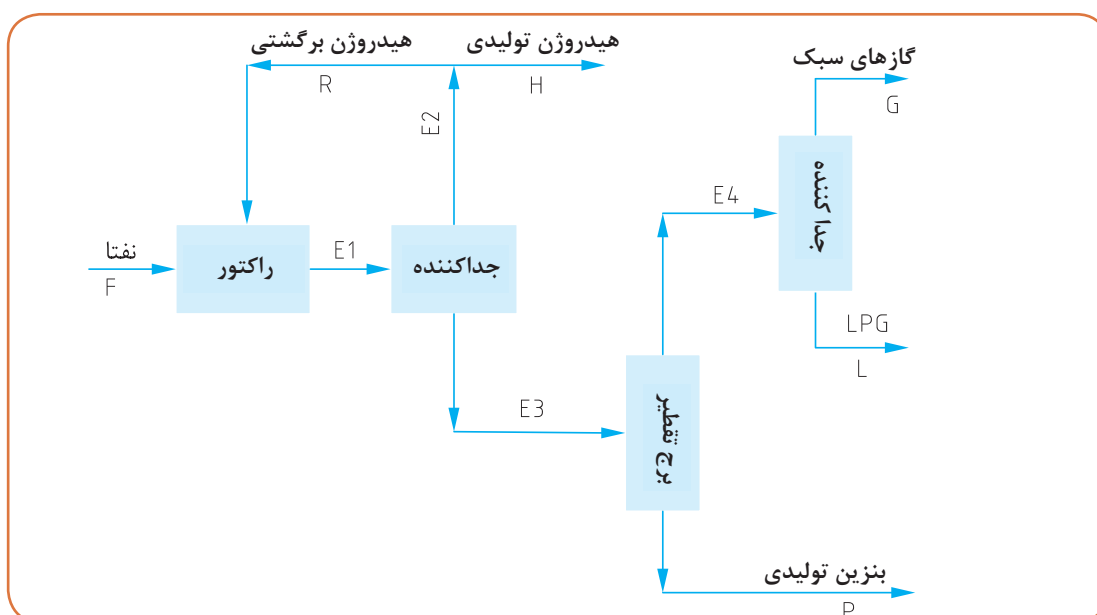 هیدروژن برگشتی
هیدروژن تولیدی
R
H
گازهای سبک
G
E2
جدا کننده
E4
نفتا
F
راکتور
E1
جداکننده
LPG
L
E3
برج تقطیر
بنزین تولیدی
P